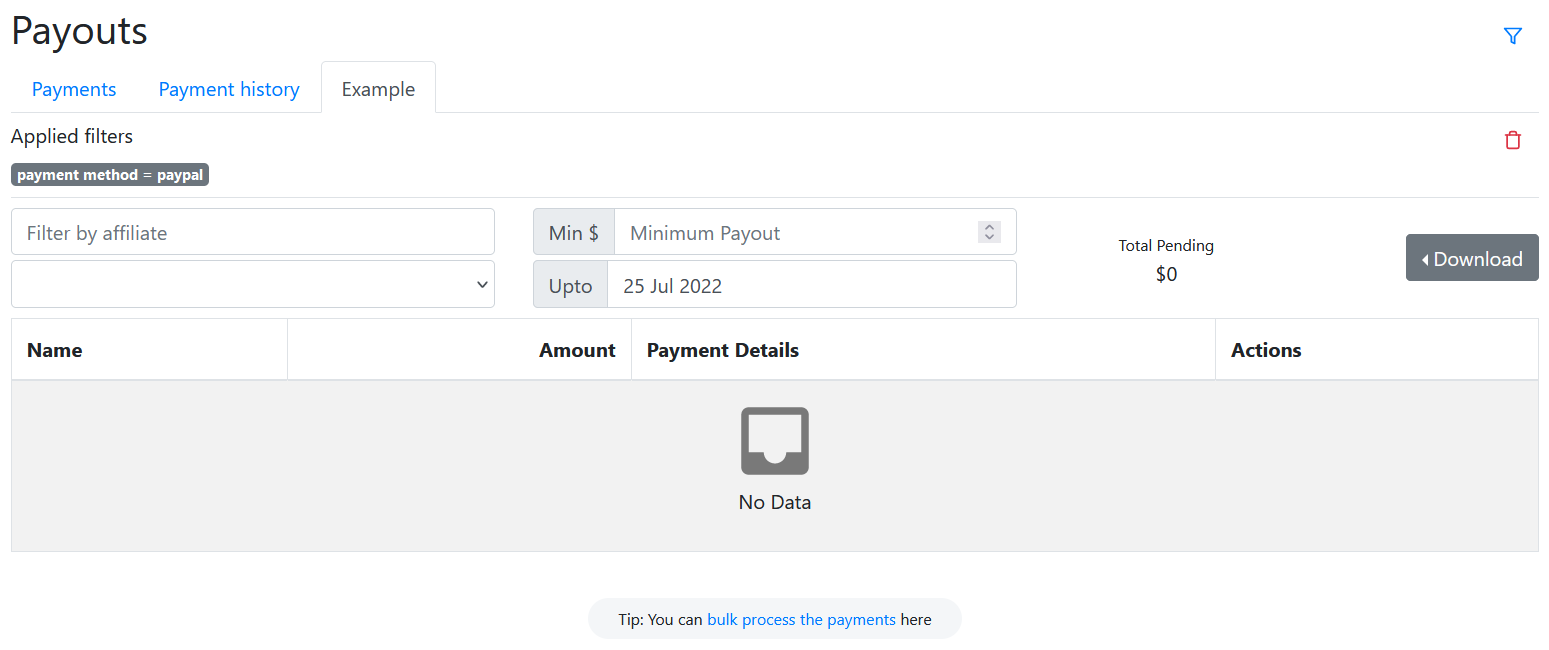 Payouts
Payments
Payment history
Example
Applied filters
payment method = paypal
Filter by affiliate
Min $
Minimum Payout
Total Pending
$0
Download
Upto
25 Jul 2022
Name
Amount
Payment Details
Actions
No Data
Tip: You can bulk process the payments here